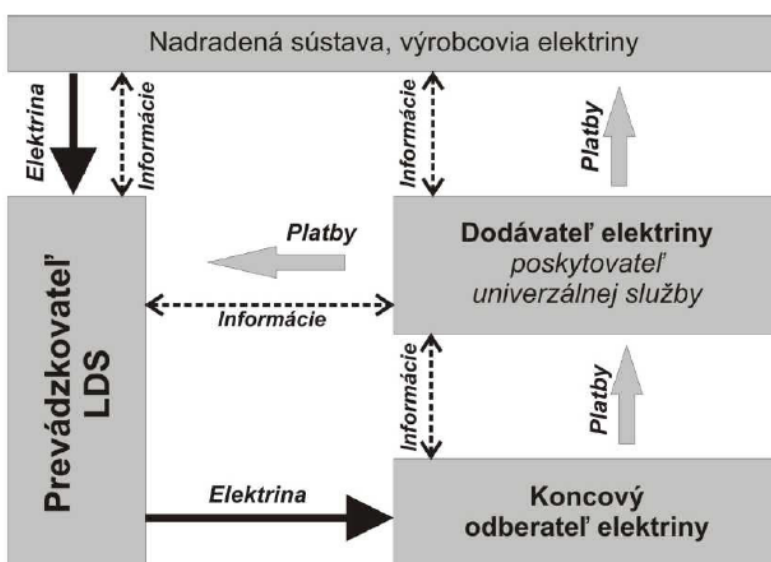 Nadradená sústava, výrobcovia elektriny
Elektrina
Informácie
Informácie
Platby
Prevádzkovateľ
LDS
Platby
Informácie
Dodávateľ elektriny
poskytovateľ
univerzálnej služby
Informácie
Platby
Elektrina
Koncový
odberateľ elektriny